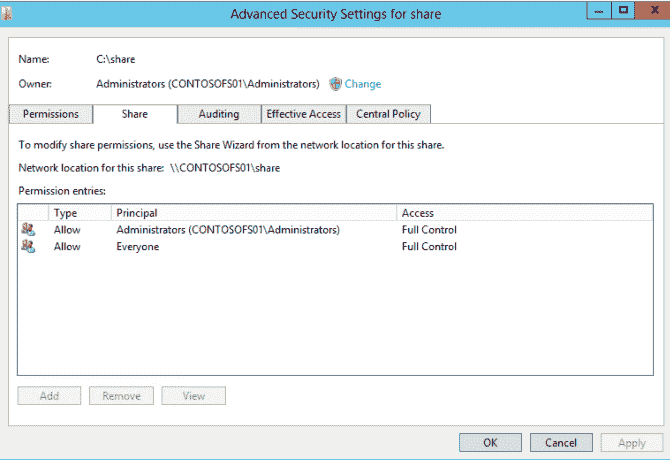 Advanced Security Settings for share
Name: C:\share
Owner: Administrators (CONTOSOFS01\Administrators) Change
Permissions Share Auditing Effective Access Central Policy
To modify share permissions, use the Share Wizard from the network location for this share.
Network location for this share: \\CONTOSOFS01\share
Permission entries:
Type Principal Access
Allow Administrators (CONTOSOFS01\Administrators) Full Control
Allow Everyone Full Control
Add Remove View
OK Cancel Apply